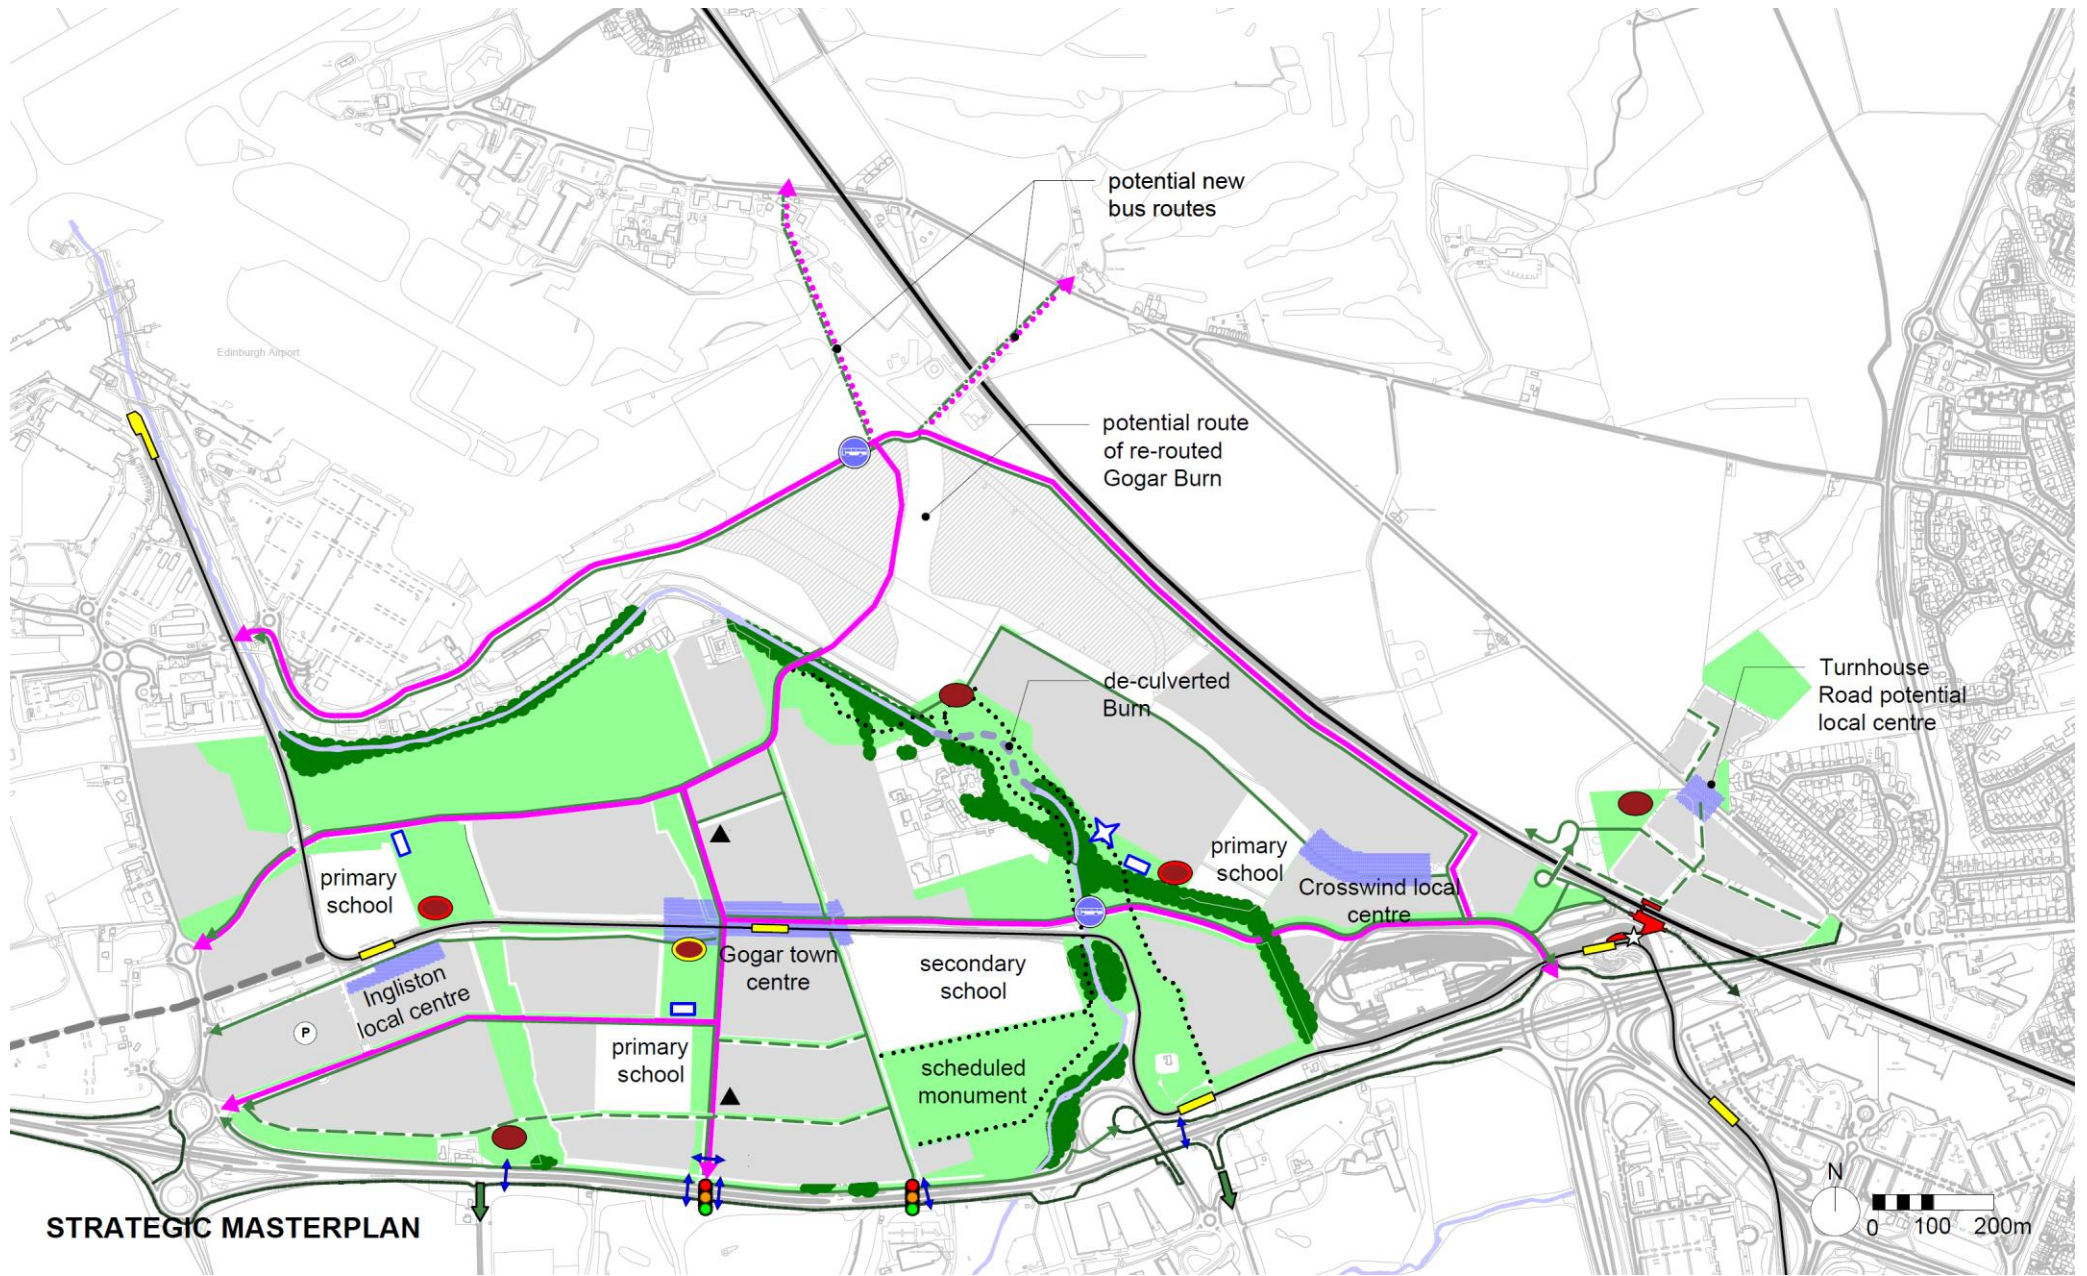 potential new
bus routes
Edinburgh Airport
potential route
of re-routed
Gogar Burn
de-culverted
Burn
Turnhouse
Road potential
local centre
primary
school
primary
school
Crosswind local
centre
Gogar town
centre
secondary
school
Ingliston
local centre
P
primary
school
scheduled
monument
N
0 100 200m
STRATEGIC MASTERPLAN